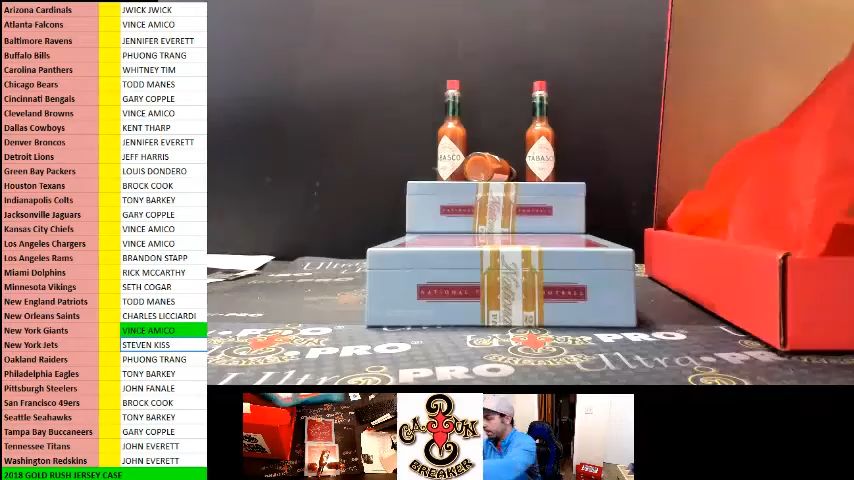 Arizona Cardinals JWICK JWICK
Atlanta Falcons VINCE AMICO
Baltimore Ravens JENNIFER EVERETT
Buffalo Bills PHUONG TRANG
Carolina Panthers WHITNEY TIM
Chicago Bears TODD MANES
Cincinnati Bengals GARY COPPLE
Cleveland Browns VINCE AMICO
Dallas Cowboys KENT THARP
Denver Broncos JENNIFER EVERETT
Detroit Lions JEFF HARRIS
Green Bay Packers LOUIS DONDERO
Houston Texans BROCK COOK
Indianapolis Colts TONY BARKEY
Jacksonville Jaguars GARY COPPLE
Kansas City Chiefs VINCE AMICO
Los Angeles Chargers VINCE AMICO
Los Angeles Rams BRANDON STAPP
Miami Dolphins RICK MCCARTHY
Minnesota Vikings SETH COGAR
New England Patriots TODD MANES
New Orleans Saints CHARLES LICCIARDI
New York Giants VINCE AMICO
New York Jets STEVEN KISS
Oakland Raiders PHUONG TRANG
Philadelphia Eagles TONY BARKEY
Pittsburgh Steelers JOHN FANALE
San Francisco 49ers BROCK COOK
Seattle Seahawks TONY BARKEY
Tampa Bay Buccaneers GARY COPPLE
Tennessee Titans JOHN EVERETT
Washington Redskins JOHN EVERETT
2018 GOLD RUSH JERSEY CASE
BASCO
TABASC
NATIONAL FOOTBALL
Ultra PRO
PRO
CAJUN
BREAKER